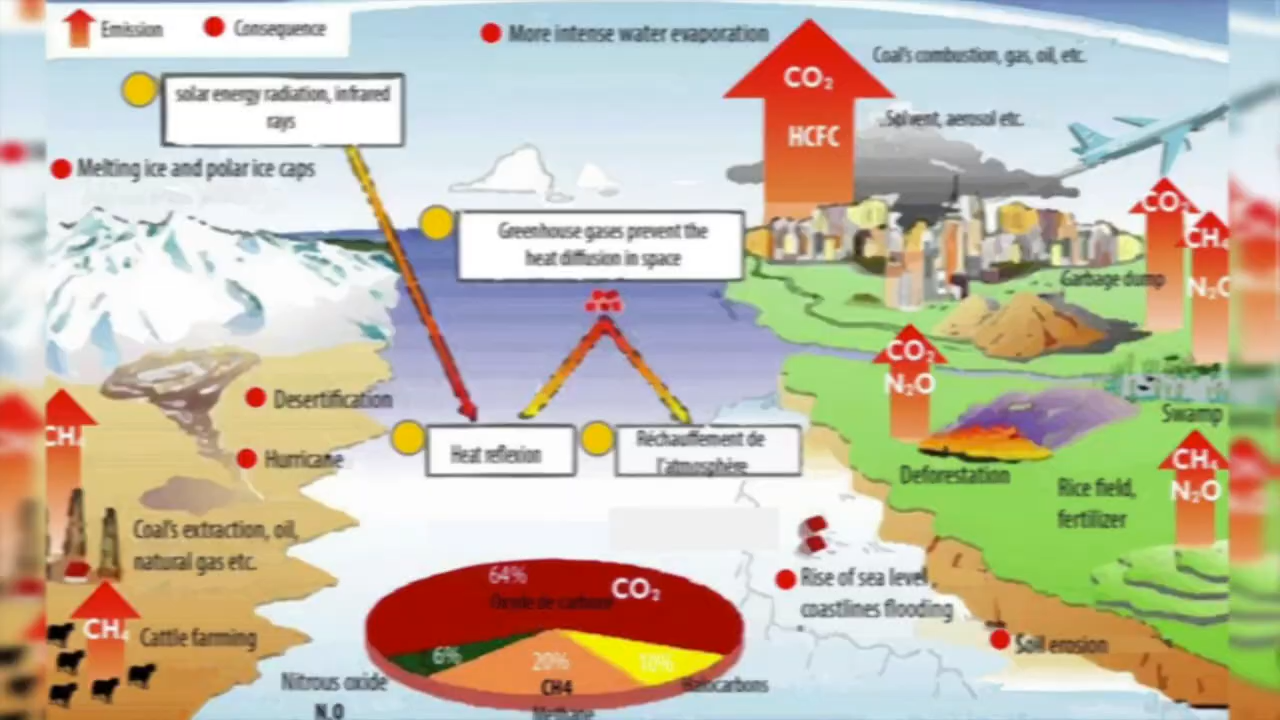 Emission
Consequence
More intense water evaporation
CO₂
HCFC
Coal's combustion, gas, oil, etc.
Solvent, aerosol etc.
solar energy radiation, infrared
rays
Melting ice and polar ice caps
Greenhouse gases prevent the
heat diffusion in space
CO₂
CH₄
N₂O
Garbage dump
CO₂
N₂O
Swamp
Desertification
Hurricane
Heat reflexion
Réchauffement de
l'atmosphère
CH₄
Deforestation
CH₄
N₂O
Rice field,
fertilizer
Coal's extraction, oil,
natural gas etc.
64%
CO₂
Oxide de carbone
Rise of sea level,
coastlines flooding
CH₄
Cattle farming
Soil erosion
6%
20%
CH4
Methane
10%
Halocarbons
Nitrous oxide
N₂O